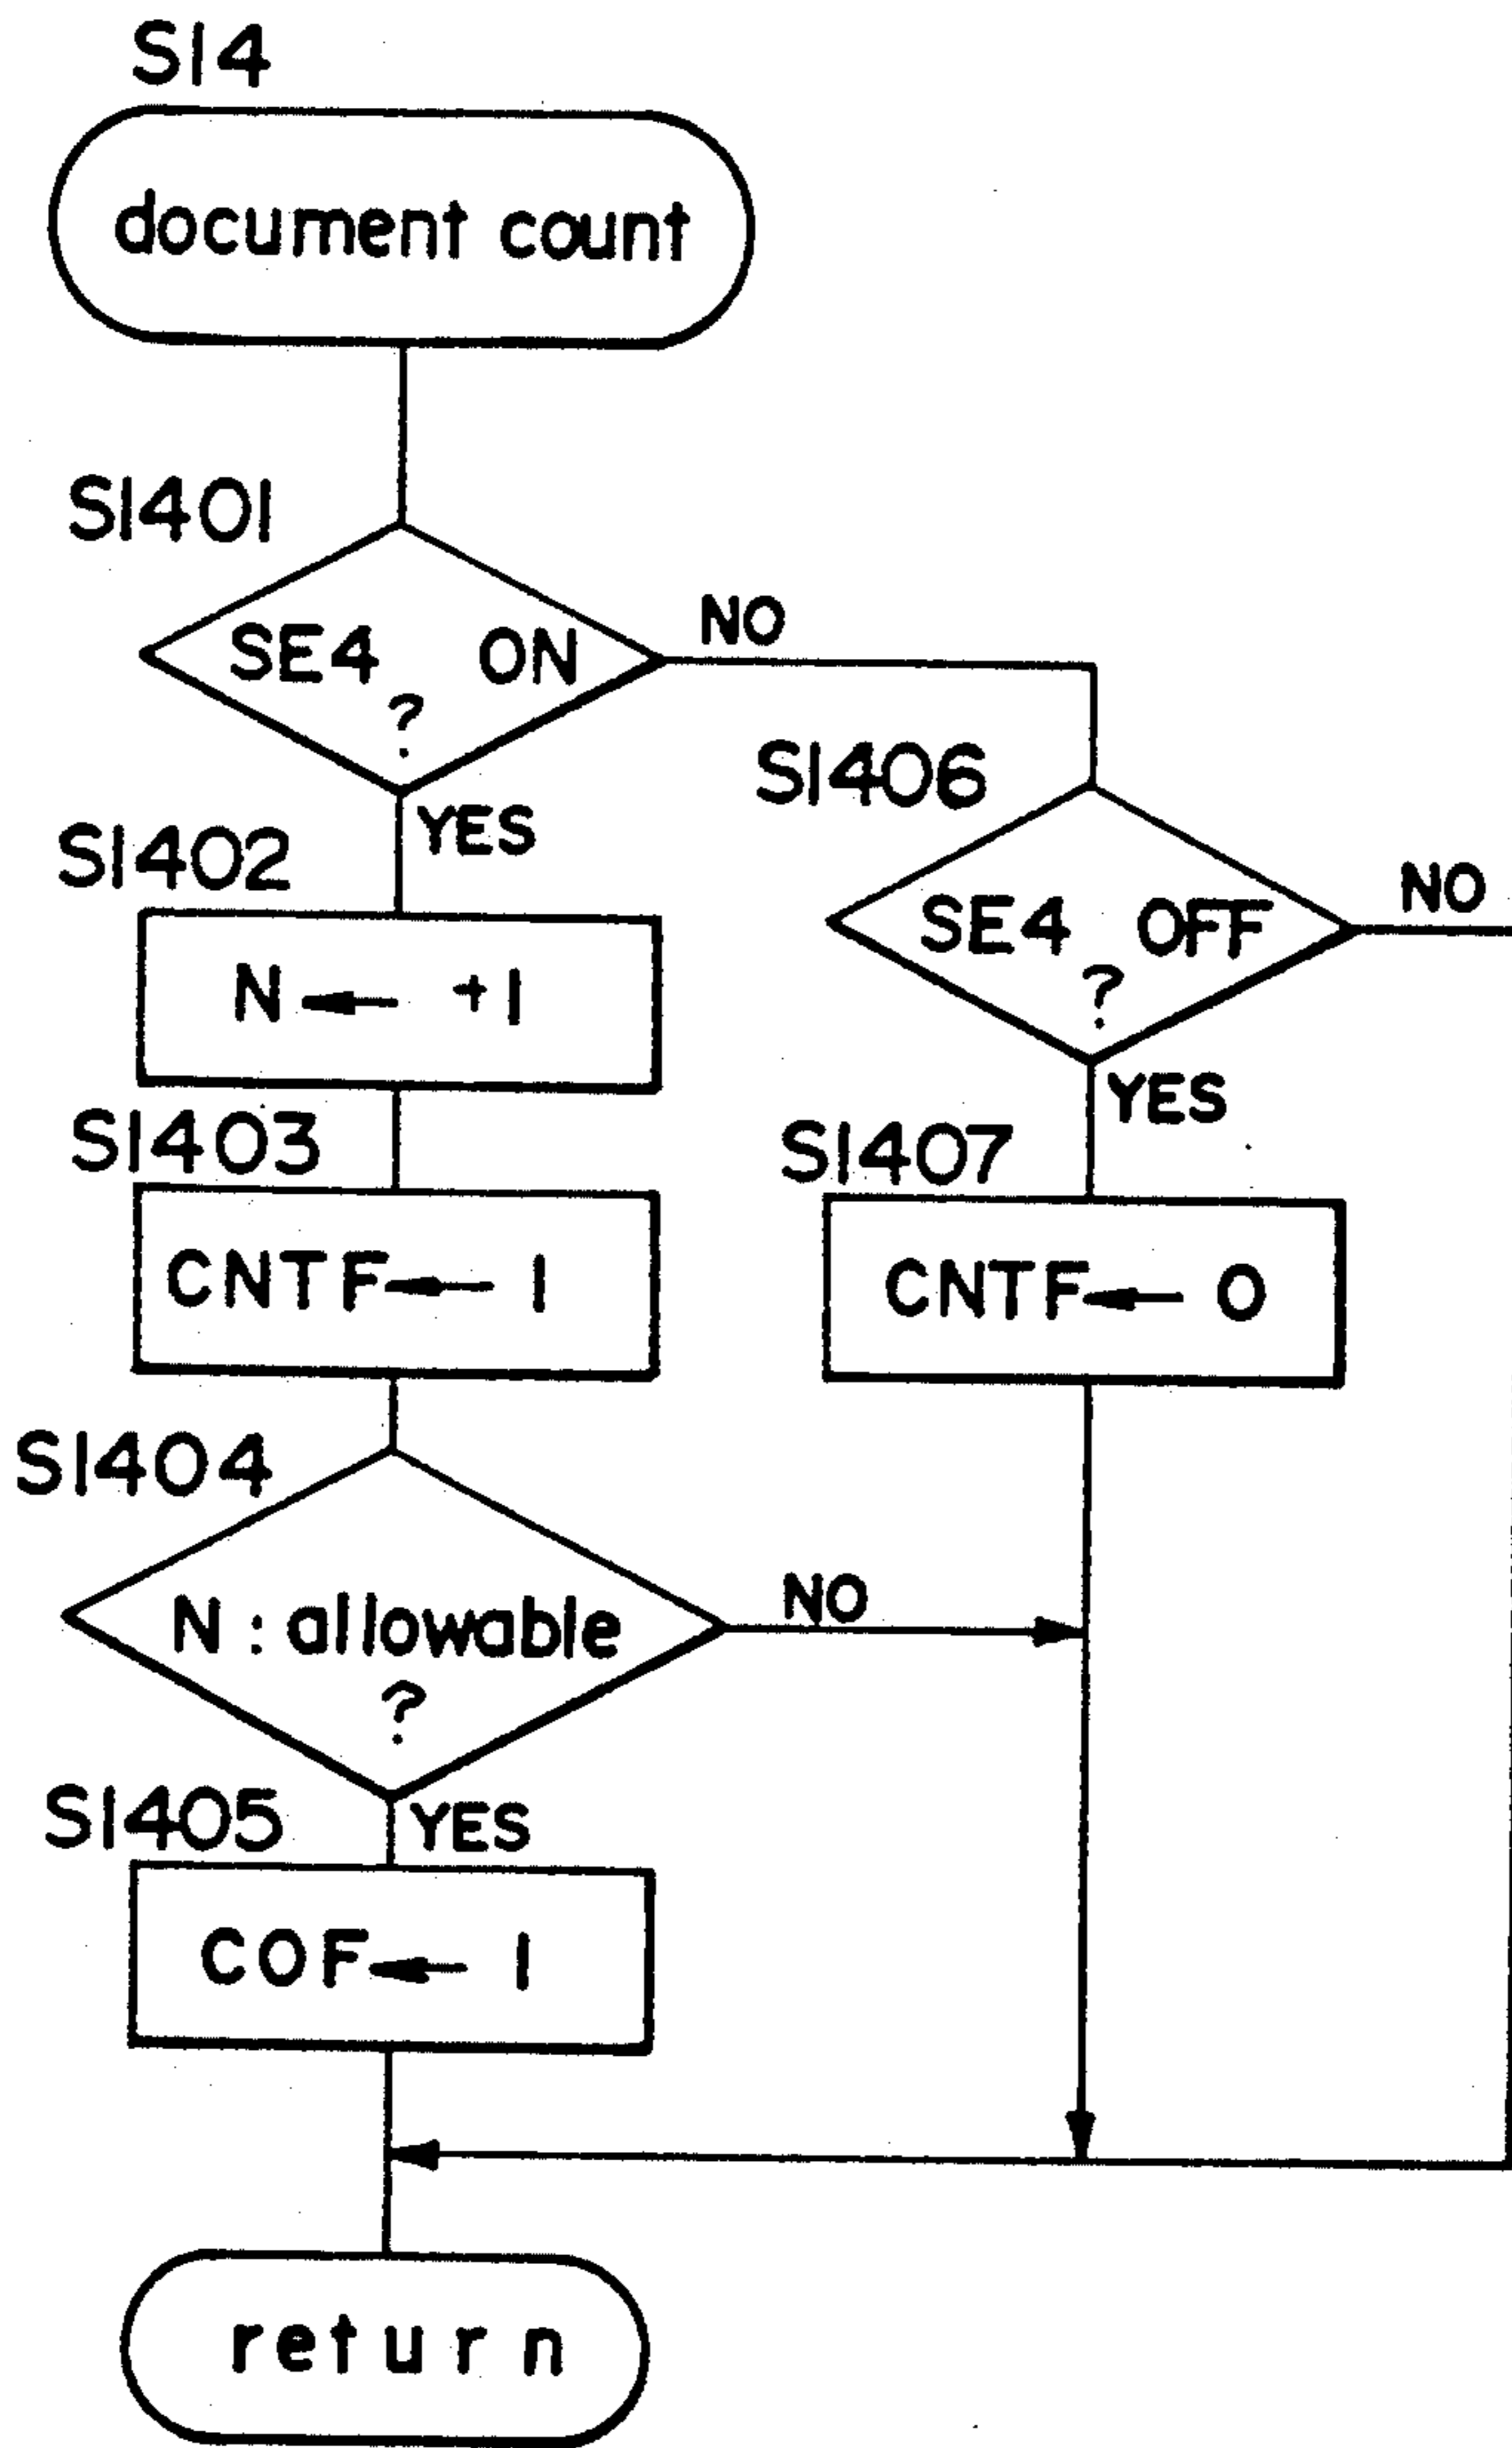 S14
document count
S1401
SE4 ON
?
NO
YES
S1402
N ← +1
S1403
CNTF ← 1
S1404
N : allowable
?
NO
YES
S1405
COF ← 1
S1406
SE4 OFF
?
NO
YES
S1407
CNTF ← 0
return